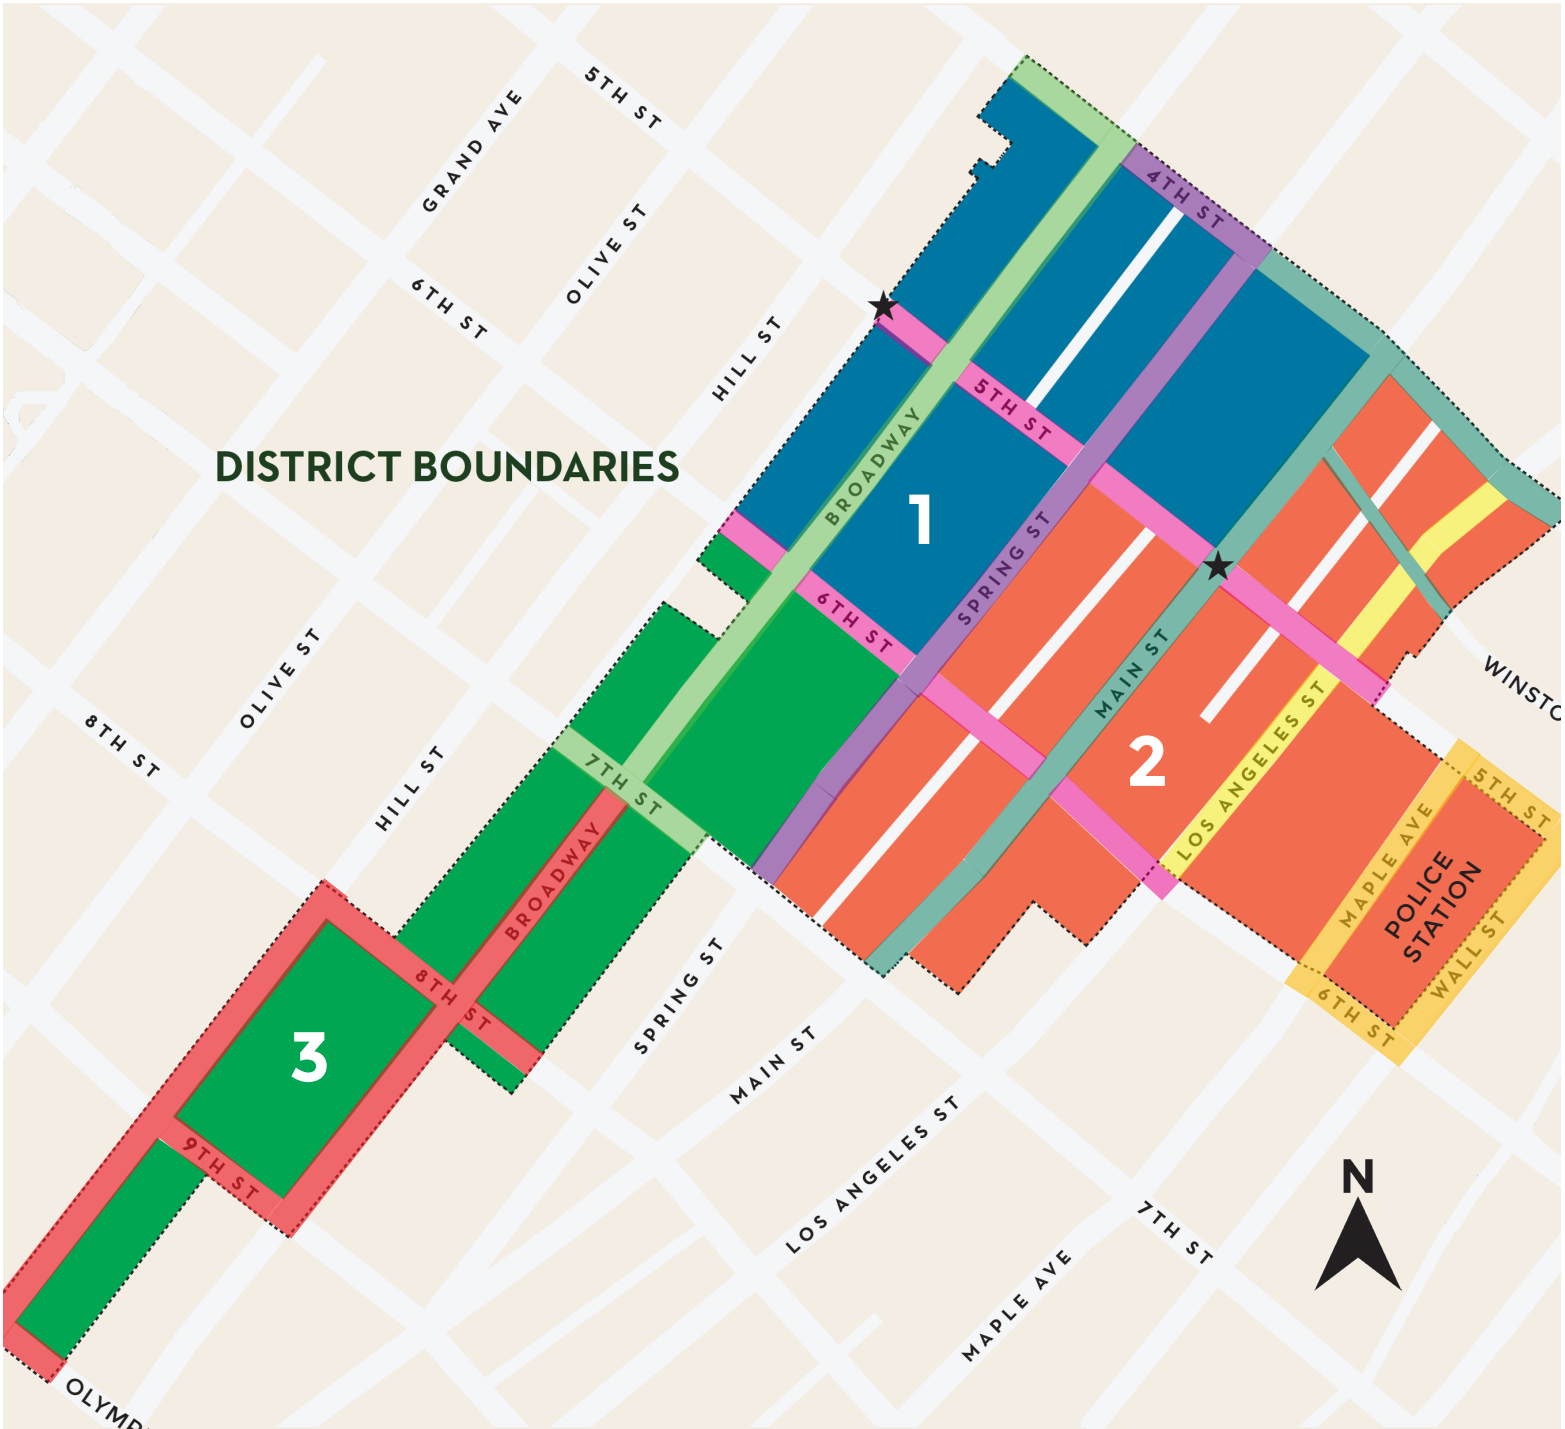 5TH ST
GRAND AVE
4TH ST
OLIVE ST
6TH ST
HILL ST
5TH ST
BROADWAY
DISTRICT BOUNDARIES
1
SPRING ST
6TH ST
MAIN ST
OLIVE ST
8TH ST
HILL ST
7TH ST
2
LOS ANGELES ST
5TH ST
MAPLE AVE
POLICE
STATION
WALL ST
6TH ST
BROADWAY
8TH ST
3
SPRING ST
MAIN ST
9TH ST
LOS ANGELES ST
N
7TH ST
MAPLE AVE